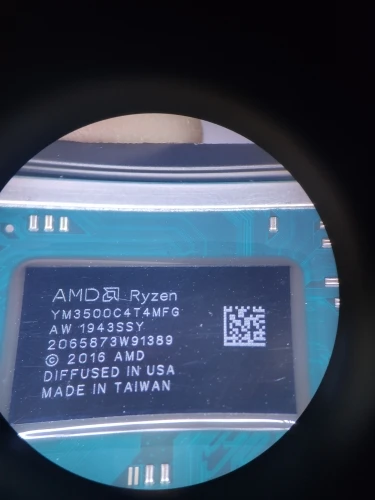 AMD Ryzen
YM3500C4T4MFG
AW 1943SSY
2065873W91389
© 2016 AMD
DIFFUSED IN USA
MADE IN TAIWAN